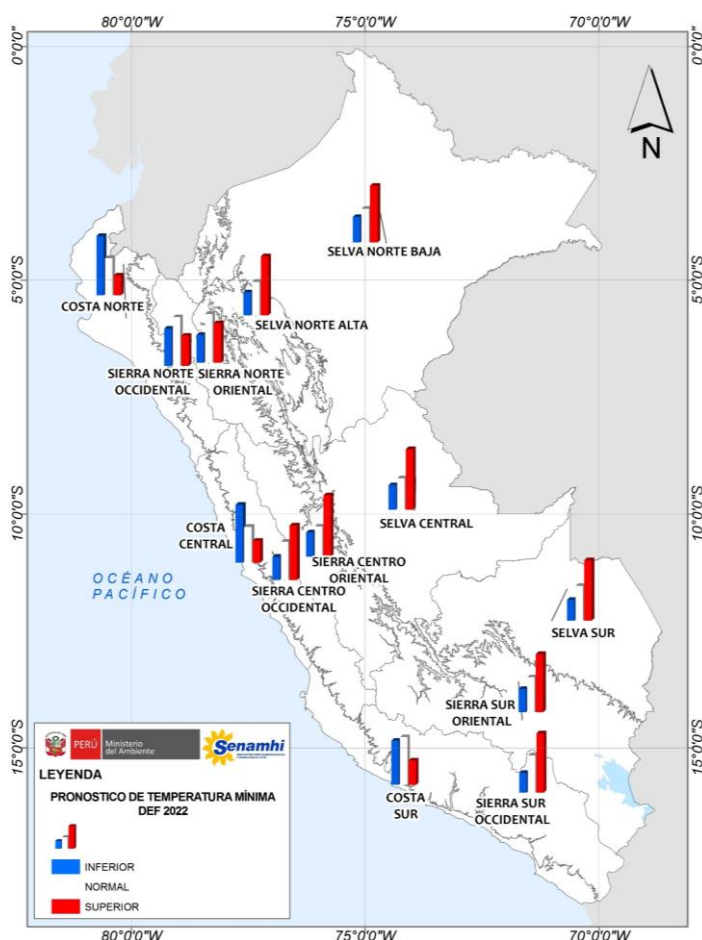 80°0'0"W 75°0'0"W 70°0'0"W
0°0'0"
0°0'0"
N
SELVA NORTE BAJA
5°0'0"S
5°0'0"S
COSTA NORTE
SELVA NORTE ALTA
SIERRA NORTE
OCCIDENTAL
SIERRA NORTE
ORIENTAL
10°0'0"S
10°0'0"S
SELVA CENTRAL
COSTA
CENTRAL
SIERRA CENTRO
ORIENTAL
SIERRA CENTRO
OCCIDENTAL
OCÉANO
PACÍFICO
SELVA SUR
SIERRA SUR
ORIENTAL
15°0'0"S
15°0'0"S
COSTA
SUR
SIERRA SUR
OCCIDENTAL
PERÚ
Ministerio
del Ambiente
Senamhi
LEYENDA
PRONOSTICO DE TEMPERATURA MÍNIMA
DEF 2022
INFERIOR
NORMAL
SUPERIOR
80°0'0"W 75°0'0"W 70°0'0"W